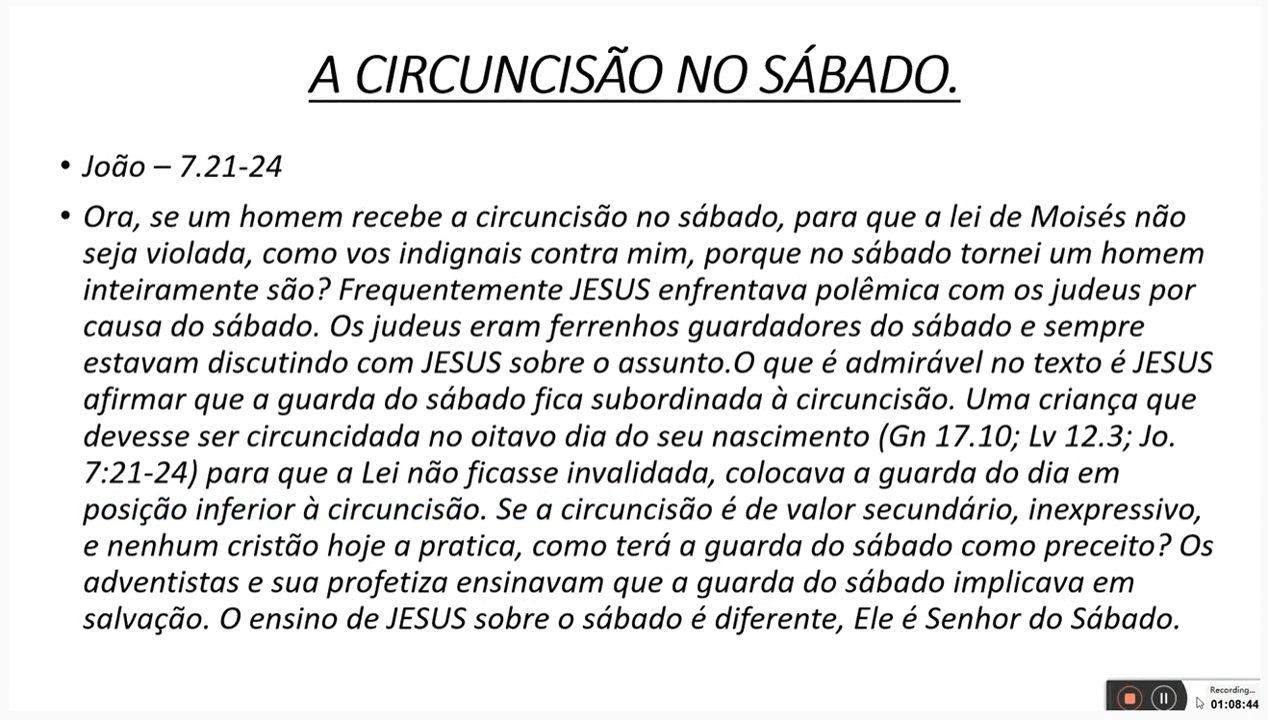 A CIRCUNCISÃO NO SÁBADO.
• João – 7.21-24
• Ora, se um homem recebe a circuncisão no sábado, para que a lei de Moisés não
seja violada, como vos indignais contra mim, porque no sábado tornei um homem
inteiramente são? Frequentemente JESUS enfrentava polêmica com os judeus por
causa do sábado. Os judeus eram ferrenhos guardadores do sábado e sempre
estavam discutindo com JESUS sobre o assunto.O que é admirável no texto é JESUS
afirmar que a guarda do sábado fica subordinada à circuncisão. Uma criança que
devesse ser circuncidada no oitavo dia do seu nascimento (Gn 17.10; Lv 12.3; Jo.
7:21-24) para que a Lei não ficasse invalidada, colocava a guarda do dia em
posição inferior à circuncisão. Se a circuncisão é de valor secundário, inexpressivo,
e nenhum cristão hoje a pratica, como terá a guarda do sábado como preceito? Os
adventistas e sua profetiza ensinavam que a guarda do sábado implicava em
salvação. O ensino de JESUS sobre o sábado é diferente, Ele é Senhor do Sábado.
Recording...
01:08:44